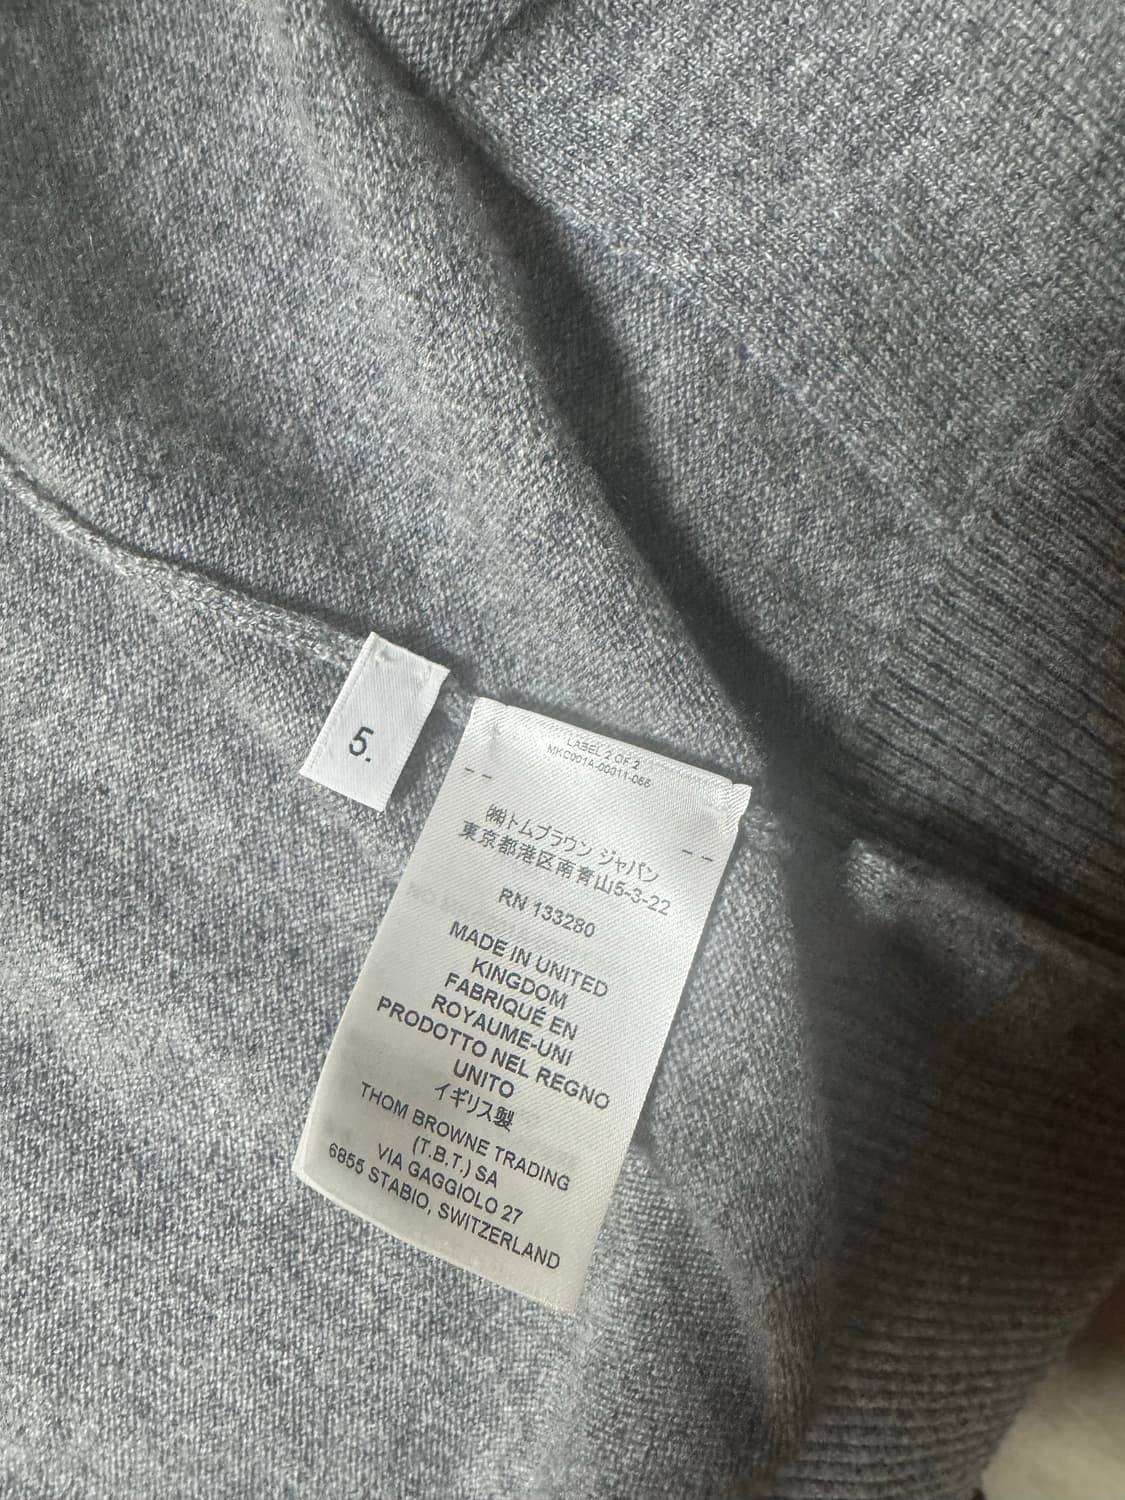 5.
LABEL 2 OF 2
MKC001A-00011-055
㈱トムブラウン ジャパン
東京都港区南青山5-3-22
RN 133280
MADE IN UNITED
KINGDOM
FABRIQUÉ EN
ROYAUME-UNI
PRODOTTO NEL REGNO
UNITO
イギリス製
THOM BROWNE TRADING
(T.B.T.) SA
VIA GAGGIOLO 27
6855 STABIO, SWITZERLAND